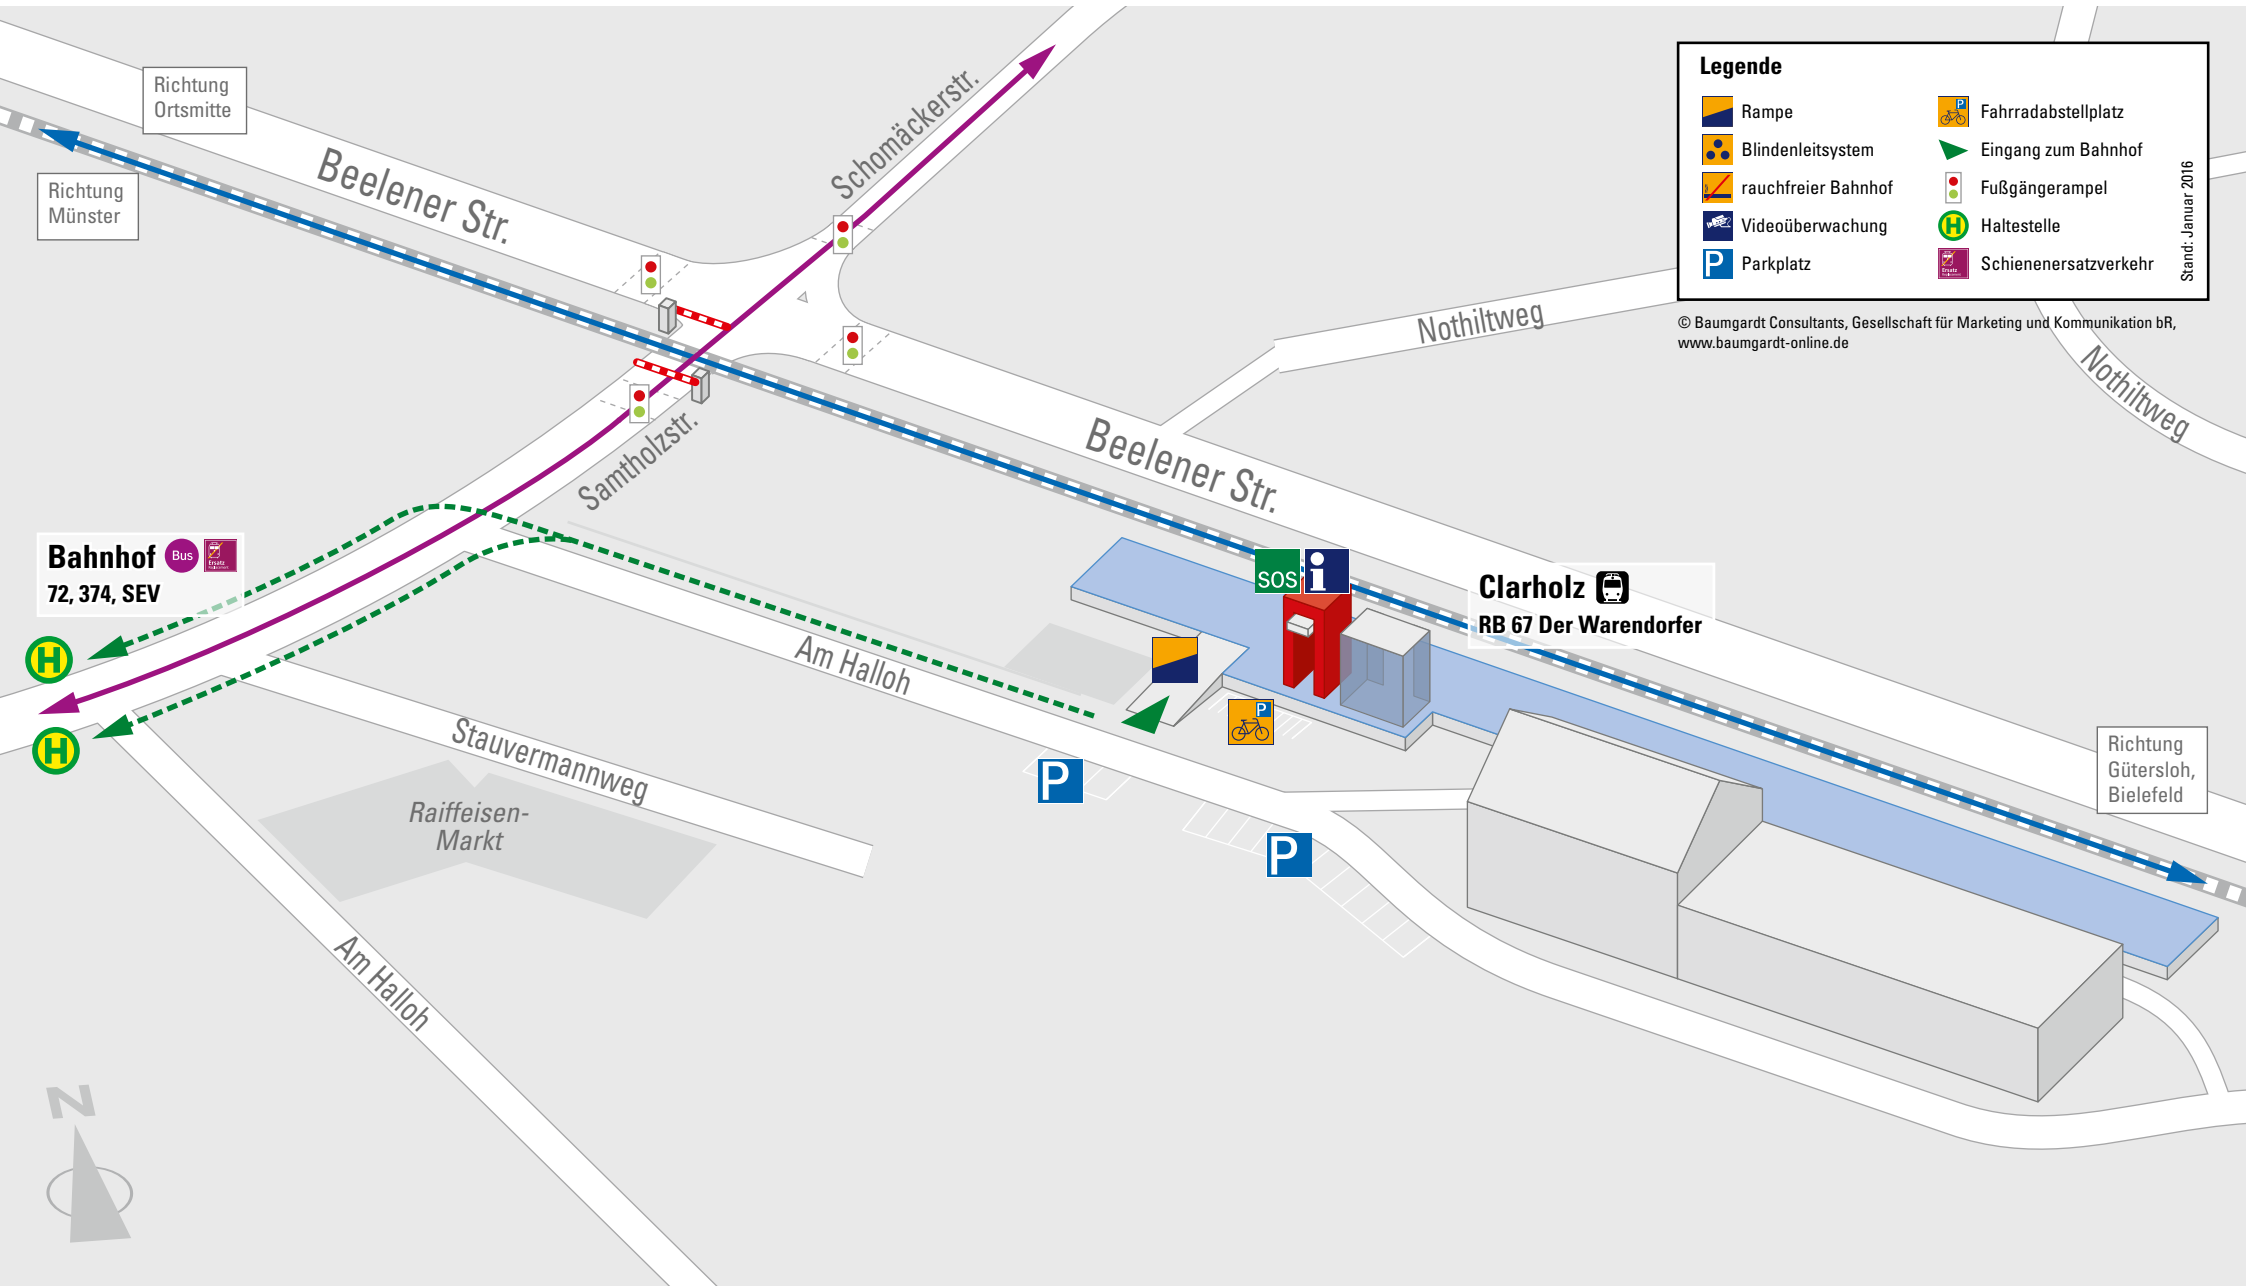 Richtung
Ortsmitte
Richtung
Münster
Beelener Str.
Schomäckerstr.
Legende
Rampe
Blindenleitsystem
rauchfreier Bahnhof
Videoüberwachung
P Parkplatz
P Fahrradabstellplatz
Eingang zum Bahnhof
Fußgängerampel
H Haltestelle
Ersatz Schienenersatzverkehr
Stand: Januar 2016
© Baumgardt Consultants, Gesellschaft für Marketing und Kommunikation bR,
www.baumgardt-online.de
Nothiltweg
Nothiltweg
Beelener Str.
Samtholzstr.
Bahnhof Bus Ersatz
72, 374, SEV
H
H
SOS i
Clarholz
RB 67 Der Warendorfer
Am Halloh
P
P
P
Stauvermannweg
Raiffeisen-
Markt
Am Halloh
Richtung
Gütersloh,
Bielefeld
N